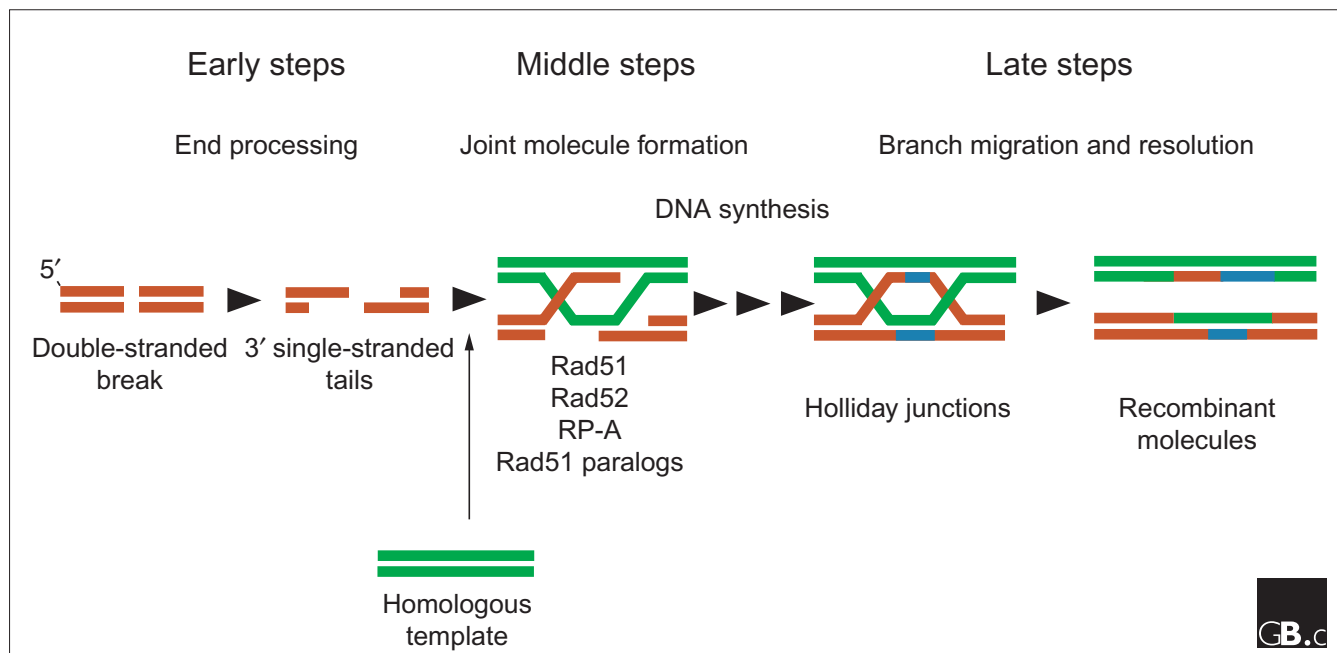 Early steps
Middle steps
Late steps
End processing
Joint molecule formation
Branch migration and resolution
DNA synthesis
5′
Double-stranded
break
3′ single-stranded
tails
Rad51
Rad52
RP-A
Rad51 paralogs
Holliday junctions
Recombinant
molecules
Homologous
template
GB.c